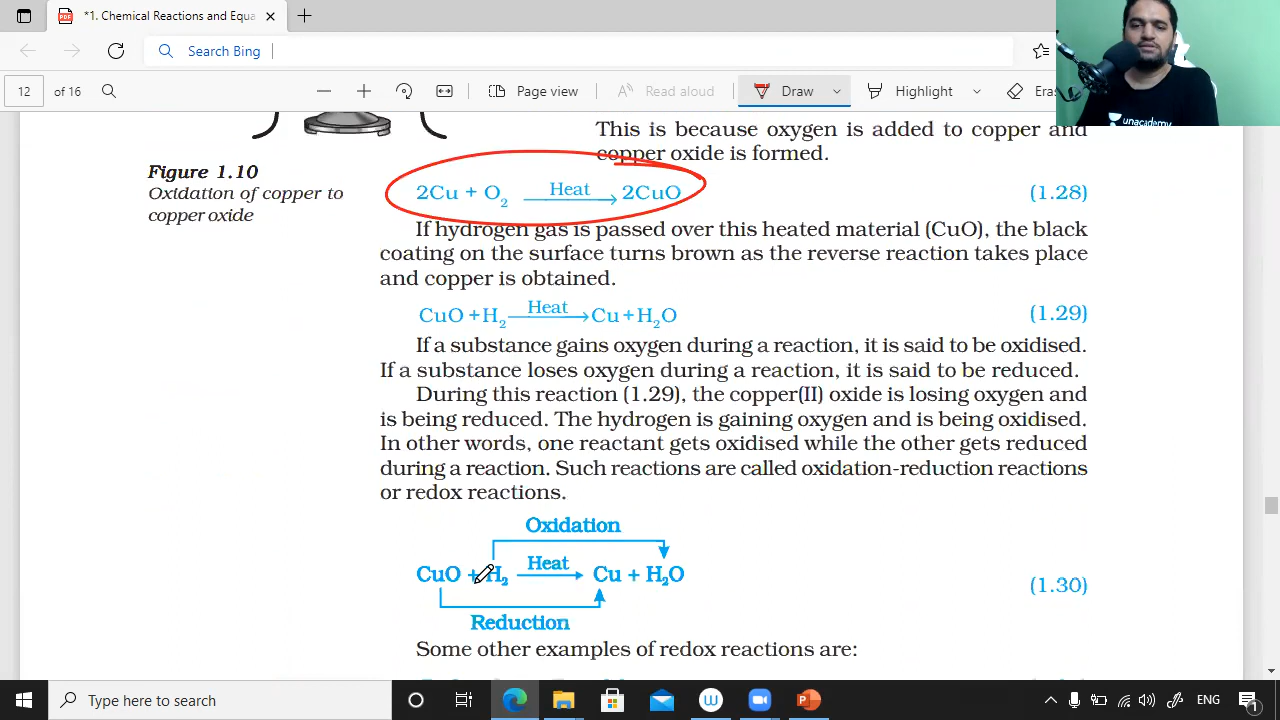 *1. Chemical Reactions and Equa
Search Bing
12 of 16 Page view Read aloud Draw Highlight Eras
unacademy
This is because oxygen is added to copper and
copper oxide is formed.
Figure 1.10
Oxidation of copper to
copper oxide
2Cu + O₂ Heat → 2CuO (1.28)
If hydrogen gas is passed over this heated material (CuO), the black
coating on the surface turns brown as the reverse reaction takes place
and copper is obtained.
CuO +H₂ Heat → Cu+H₂O (1.29)
If a substance gains oxygen during a reaction, it is said to be oxidised.
If a substance loses oxygen during a reaction, it is said to be reduced.
During this reaction (1.29), the copper(II) oxide is losing oxygen and
is being reduced. The hydrogen is gaining oxygen and is being oxidised.
In other words, one reactant gets oxidised while the other gets reduced
during a reaction. Such reactions are called oxidation-reduction reactions
or redox reactions.
Oxidation
CuO + H₂ Heat → Cu + H₂O (1.30)
Reduction
Some other examples of redox reactions are:
Type here to search
ENG
1